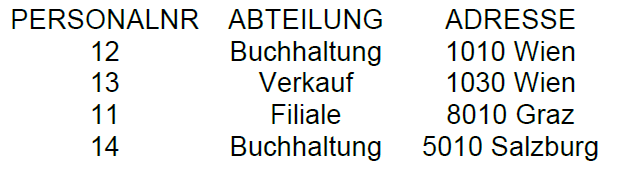 PERSONALNR ABTEILUNG ADRESSE
12 Buchhaltung 1010 Wien
13 Verkauf 1030 Wien
11 Filiale 8010 Graz
14 Buchhaltung 5010 Salzburg